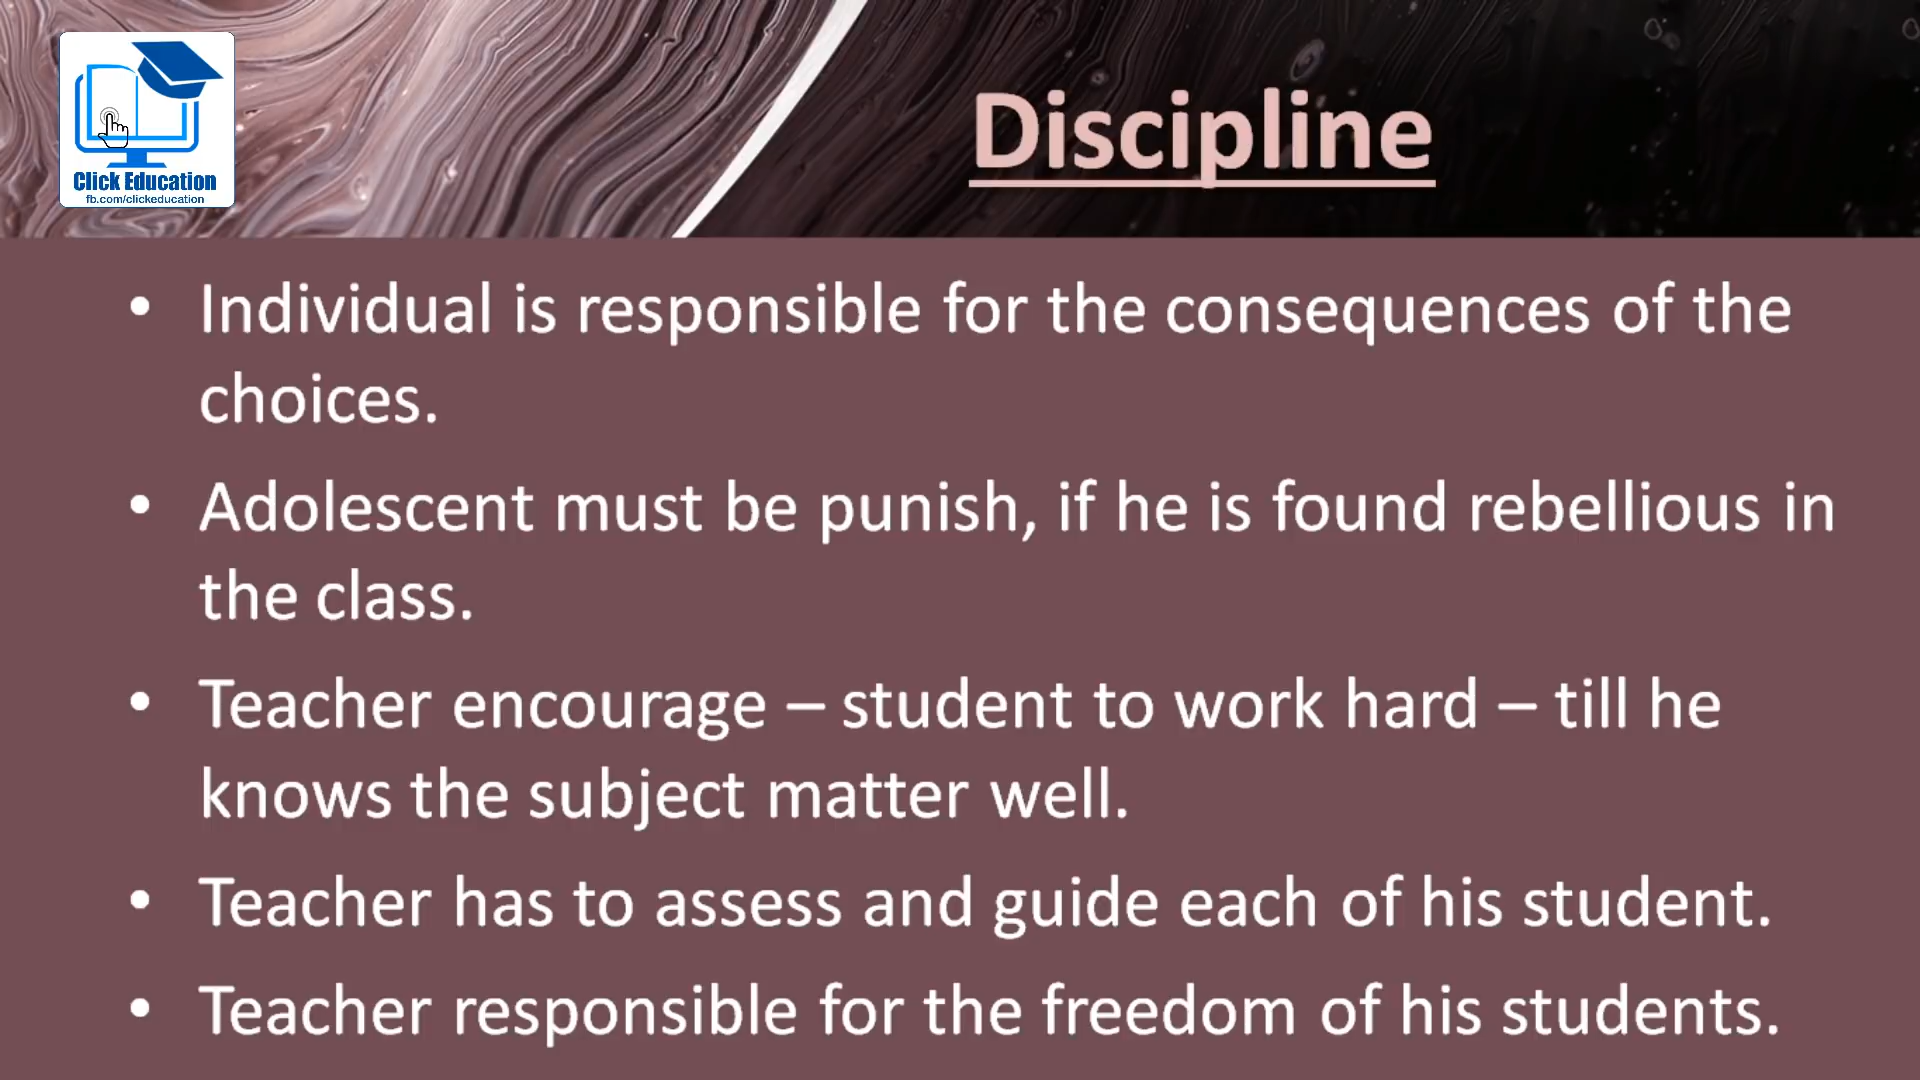 Click Education
fb.com/clickeducation
Discipline
• Individual is responsible for the consequences of the
choices.
• Adolescent must be punish, if he is found rebellious in
the class.
• Teacher encourage – student to work hard – till he
knows the subject matter well.
• Teacher has to assess and guide each of his student.
• Teacher responsible for the freedom of his students.